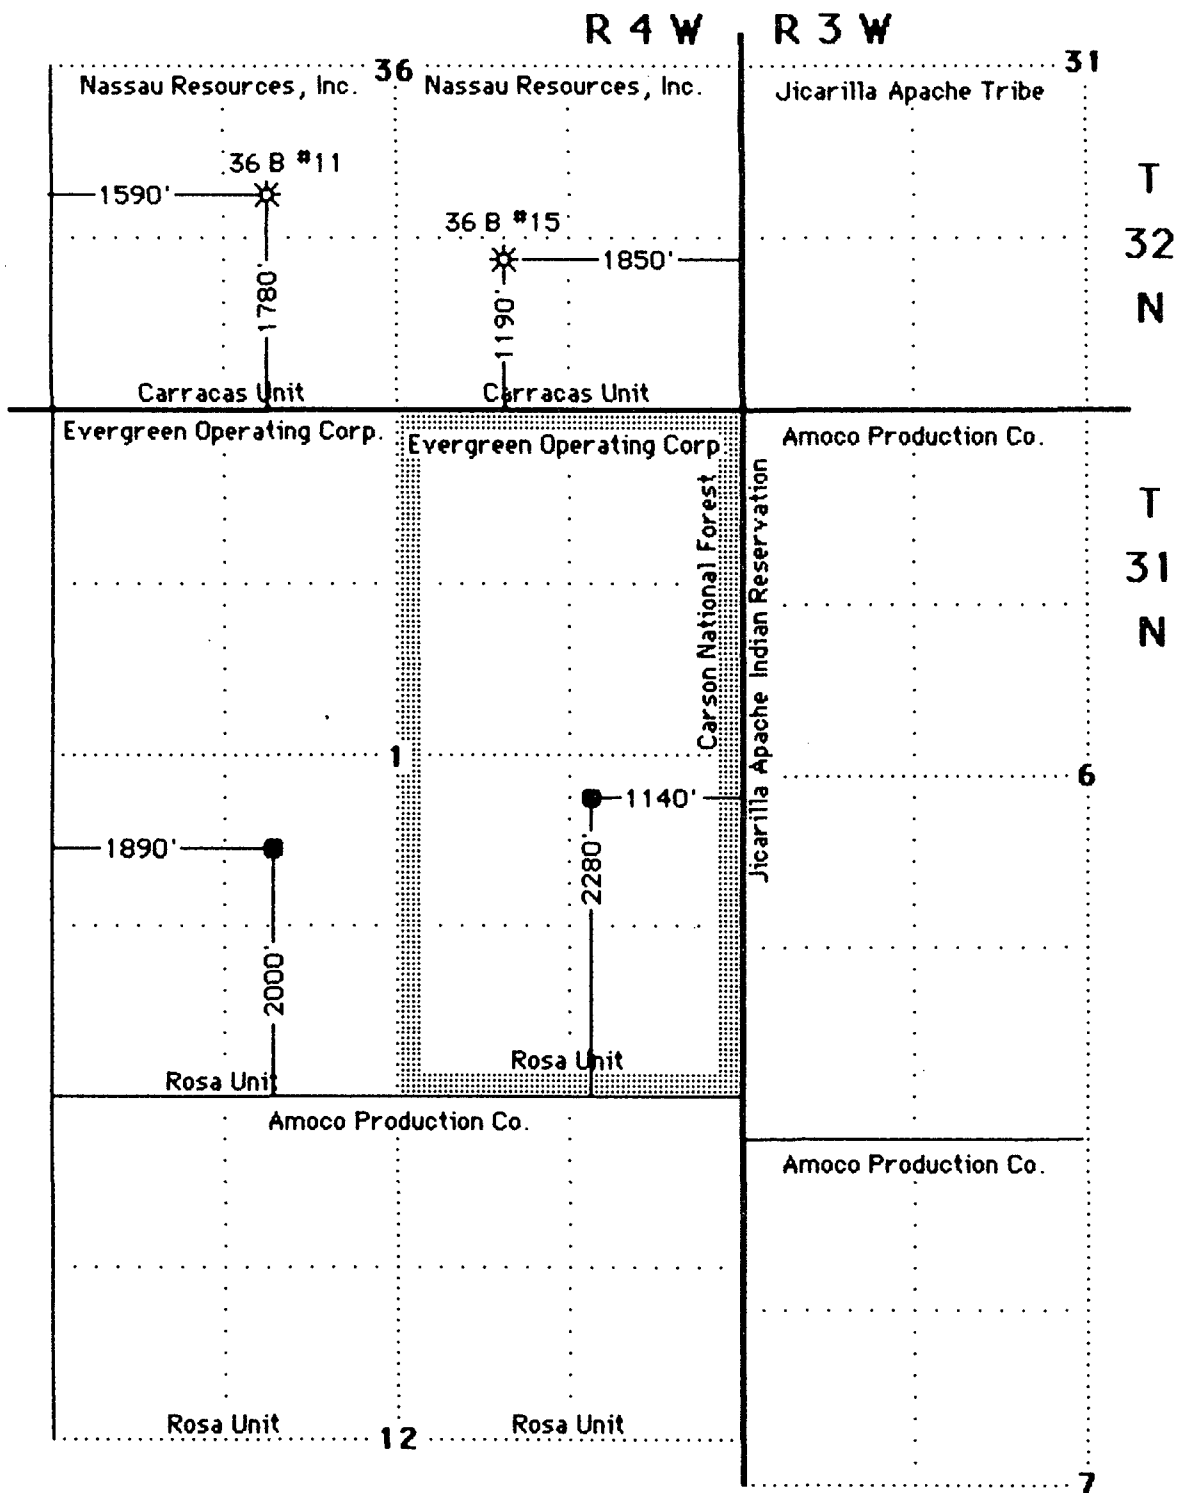 R 4 W R 3 W
36 31
Nassau Resources, Inc. Nassau Resources, Inc. Jicarilla Apache Tribe
36 B #11
1590'
1780'
36 B #15
1850'
1190'
T
32
N
Carracas Unit Carracas Unit
Evergreen Operating Corp. Evergreen Operating Corp. Amoco Production Co.
Carson National Forest
Jicarilla Apache Indian Reservation
T
31
N
1 6
1140'
2280'
1890'
2000'
Rosa Unit
Rosa Unit
Amoco Production Co.
Amoco Production Co.
Rosa Unit Rosa Unit
12
7